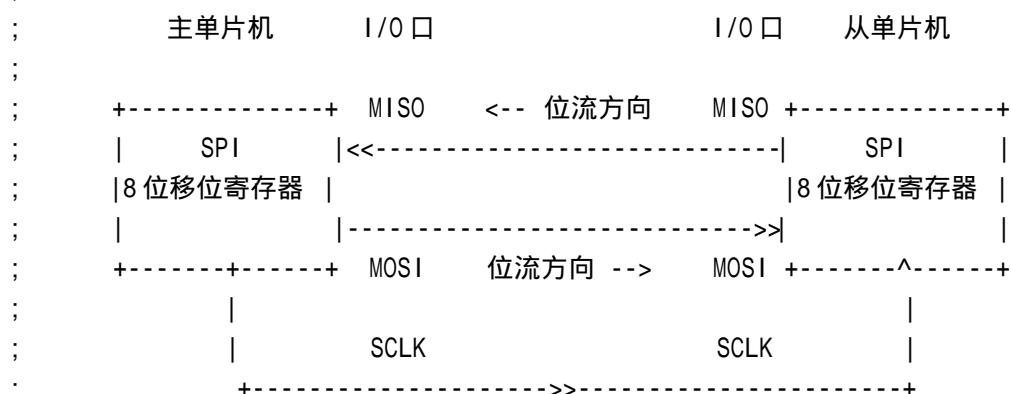 ;         主单片机      I/O 口                    I/O 口    从单片机
;
;     +--------------+  MISO    <-- 位流方向    MISO +--------------+
;     |     SPI      |<<-----------------------------|     SPI      |
;     |8 位移位寄存器 |                              |8 位移位寄存器 |
;     |              |----------------------------->>|              |
;     +-------+------+  MOSI    位流方向 -->    MOSI +-------^------+
;             |                                              |
;             |         SCLK                    SCLK         |
.             +--------------------->>-----------------------+